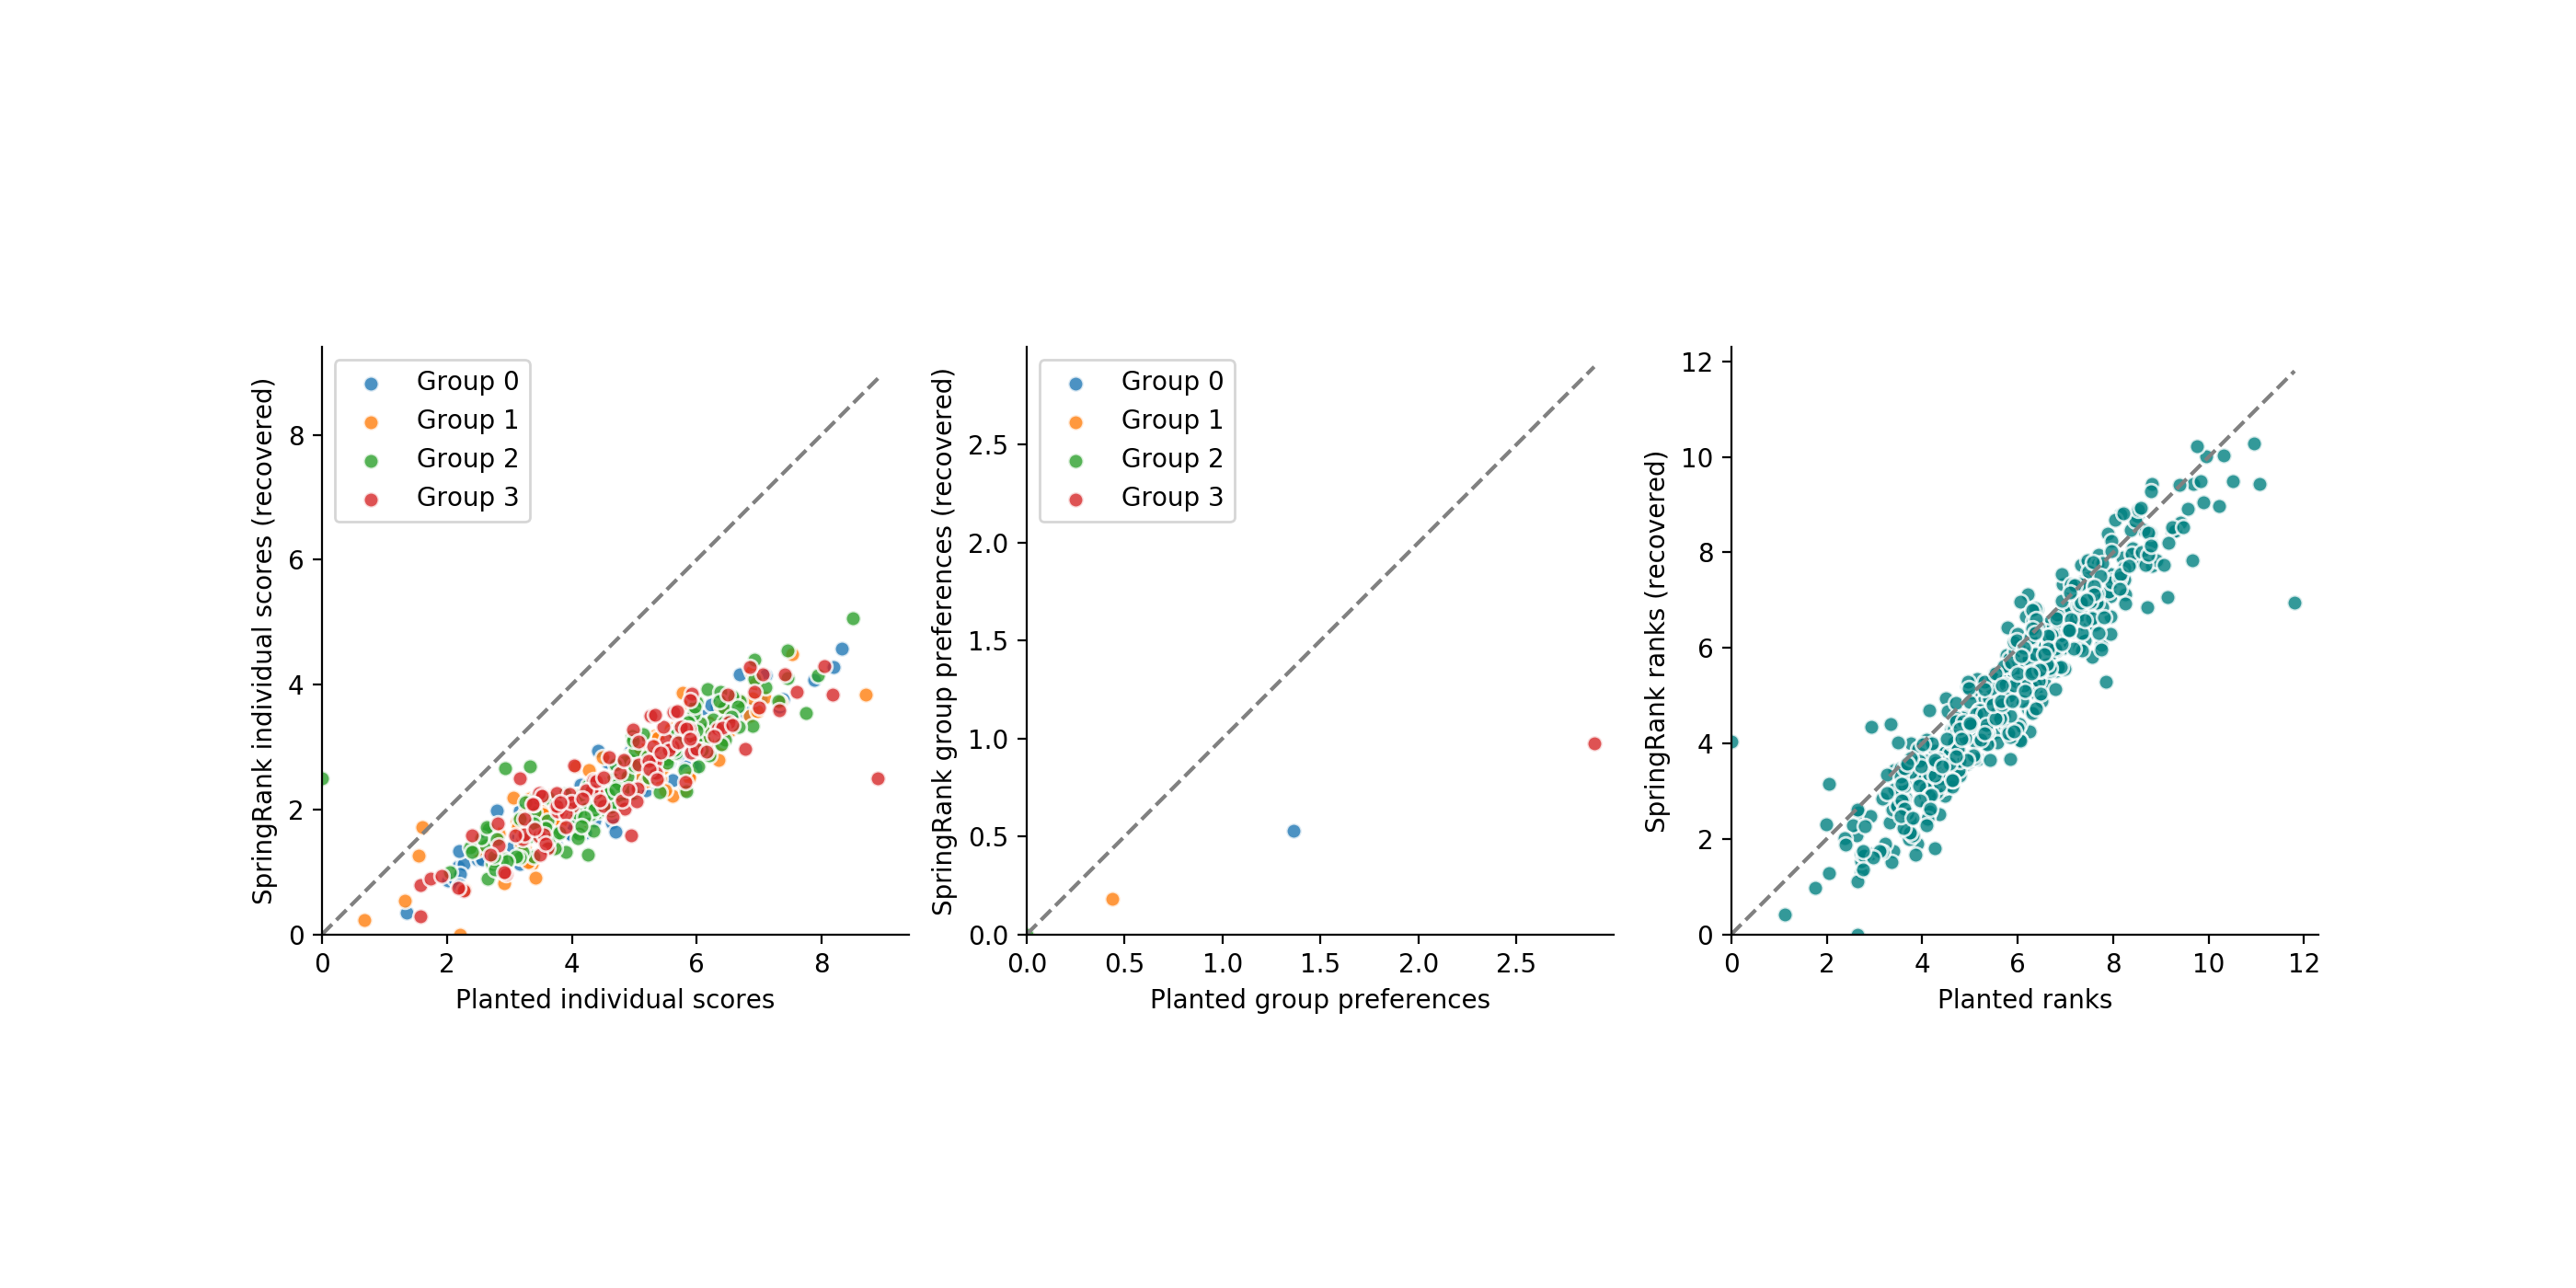 SpringRank individual scores (recovered)
8
6
4
2
0
Group 0
Group 1
Group 2
Group 3
0 2 4 6 8
Planted individual scores
SpringRank group preferences (recovered)
2.5
2.0
1.5
1.0
0.5
0.0
Group 0
Group 1
Group 2
Group 3
0.0 0.5 1.0 1.5 2.0 2.5
Planted group preferences
SpringRank ranks (recovered)
12
10
8
6
4
2
0
0 2 4 6 8 10 12
Planted ranks